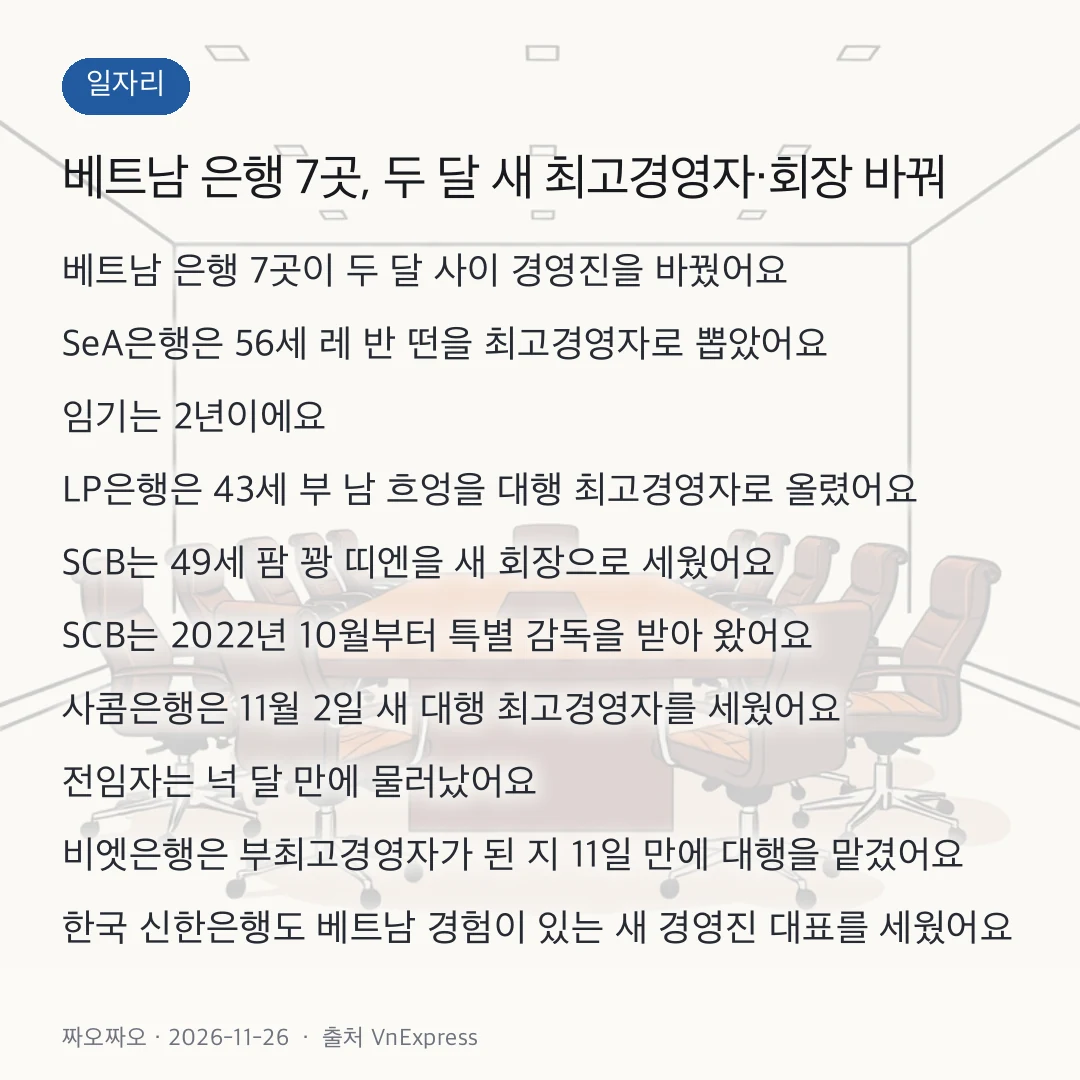 일자리
베트남 은행 7곳, 두 달 새 최고경영자·회장 바꿔
베트남 은행 7곳이 두 달 사이 경영진을 바꿨어요
SeA은행은 56세 레 반 떤을 최고경영자로 뽑았어요
임기는 2년이에요
LP은행은 43세 부 남 흐엉을 대행 최고경영자로 올렸어요
SCB는 49세 팜 꽝 띠엔을 새 회장으로 세웠어요
SCB는 2022년 10월부터 특별 감독을 받아 왔어요
사콤은행은 11월 2일 새 대행 최고경영자를 세웠어요
전임자는 넉 달 만에 물러났어요
비엣은행은 부최고경영자가 된 지 11일 만에 대행을 맡겼어요
한국 신한은행도 베트남 경험이 있는 새 경영진 대표를 세웠어요
짜오짜오 · 2026-11-26 · 출처 VnExpress